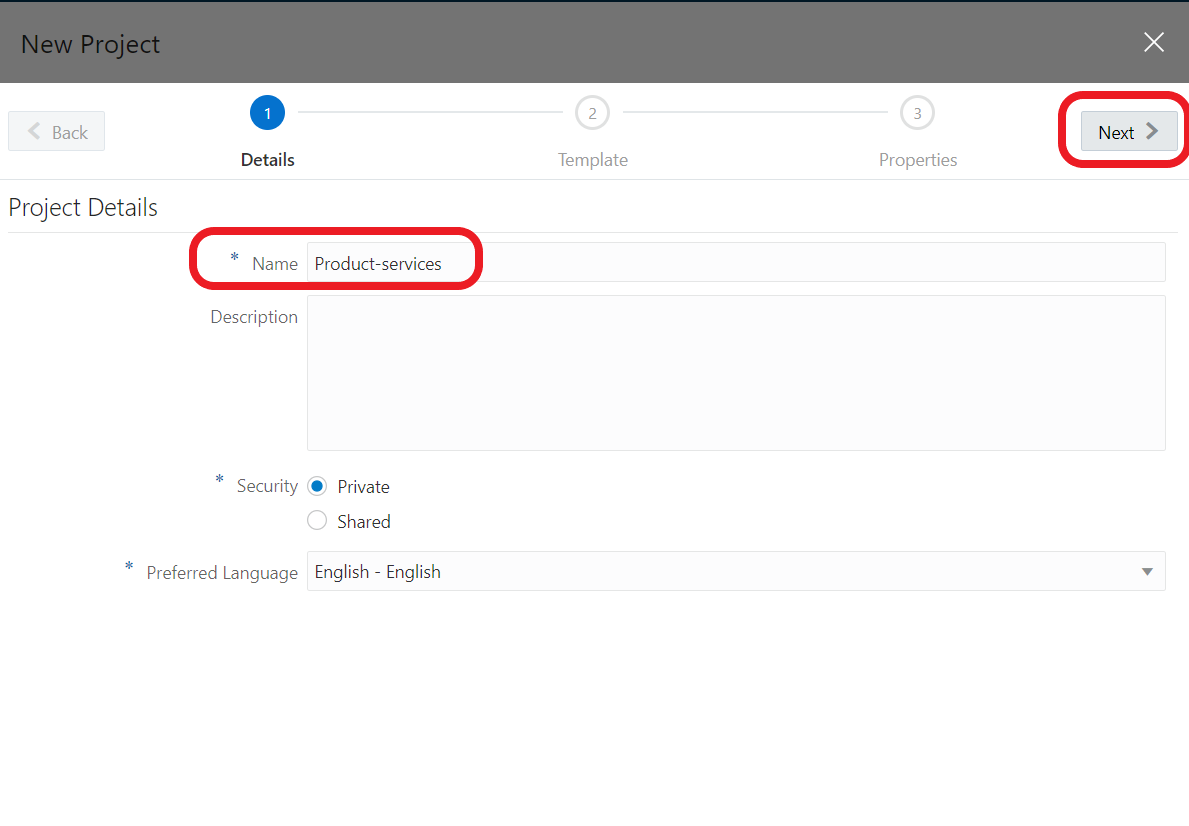 New Project
Back
1
2
3
Next
Details
Template
Properties
Project Details
* Name Product-services
Description
* Security Private
Shared
* Preferred Language English - English